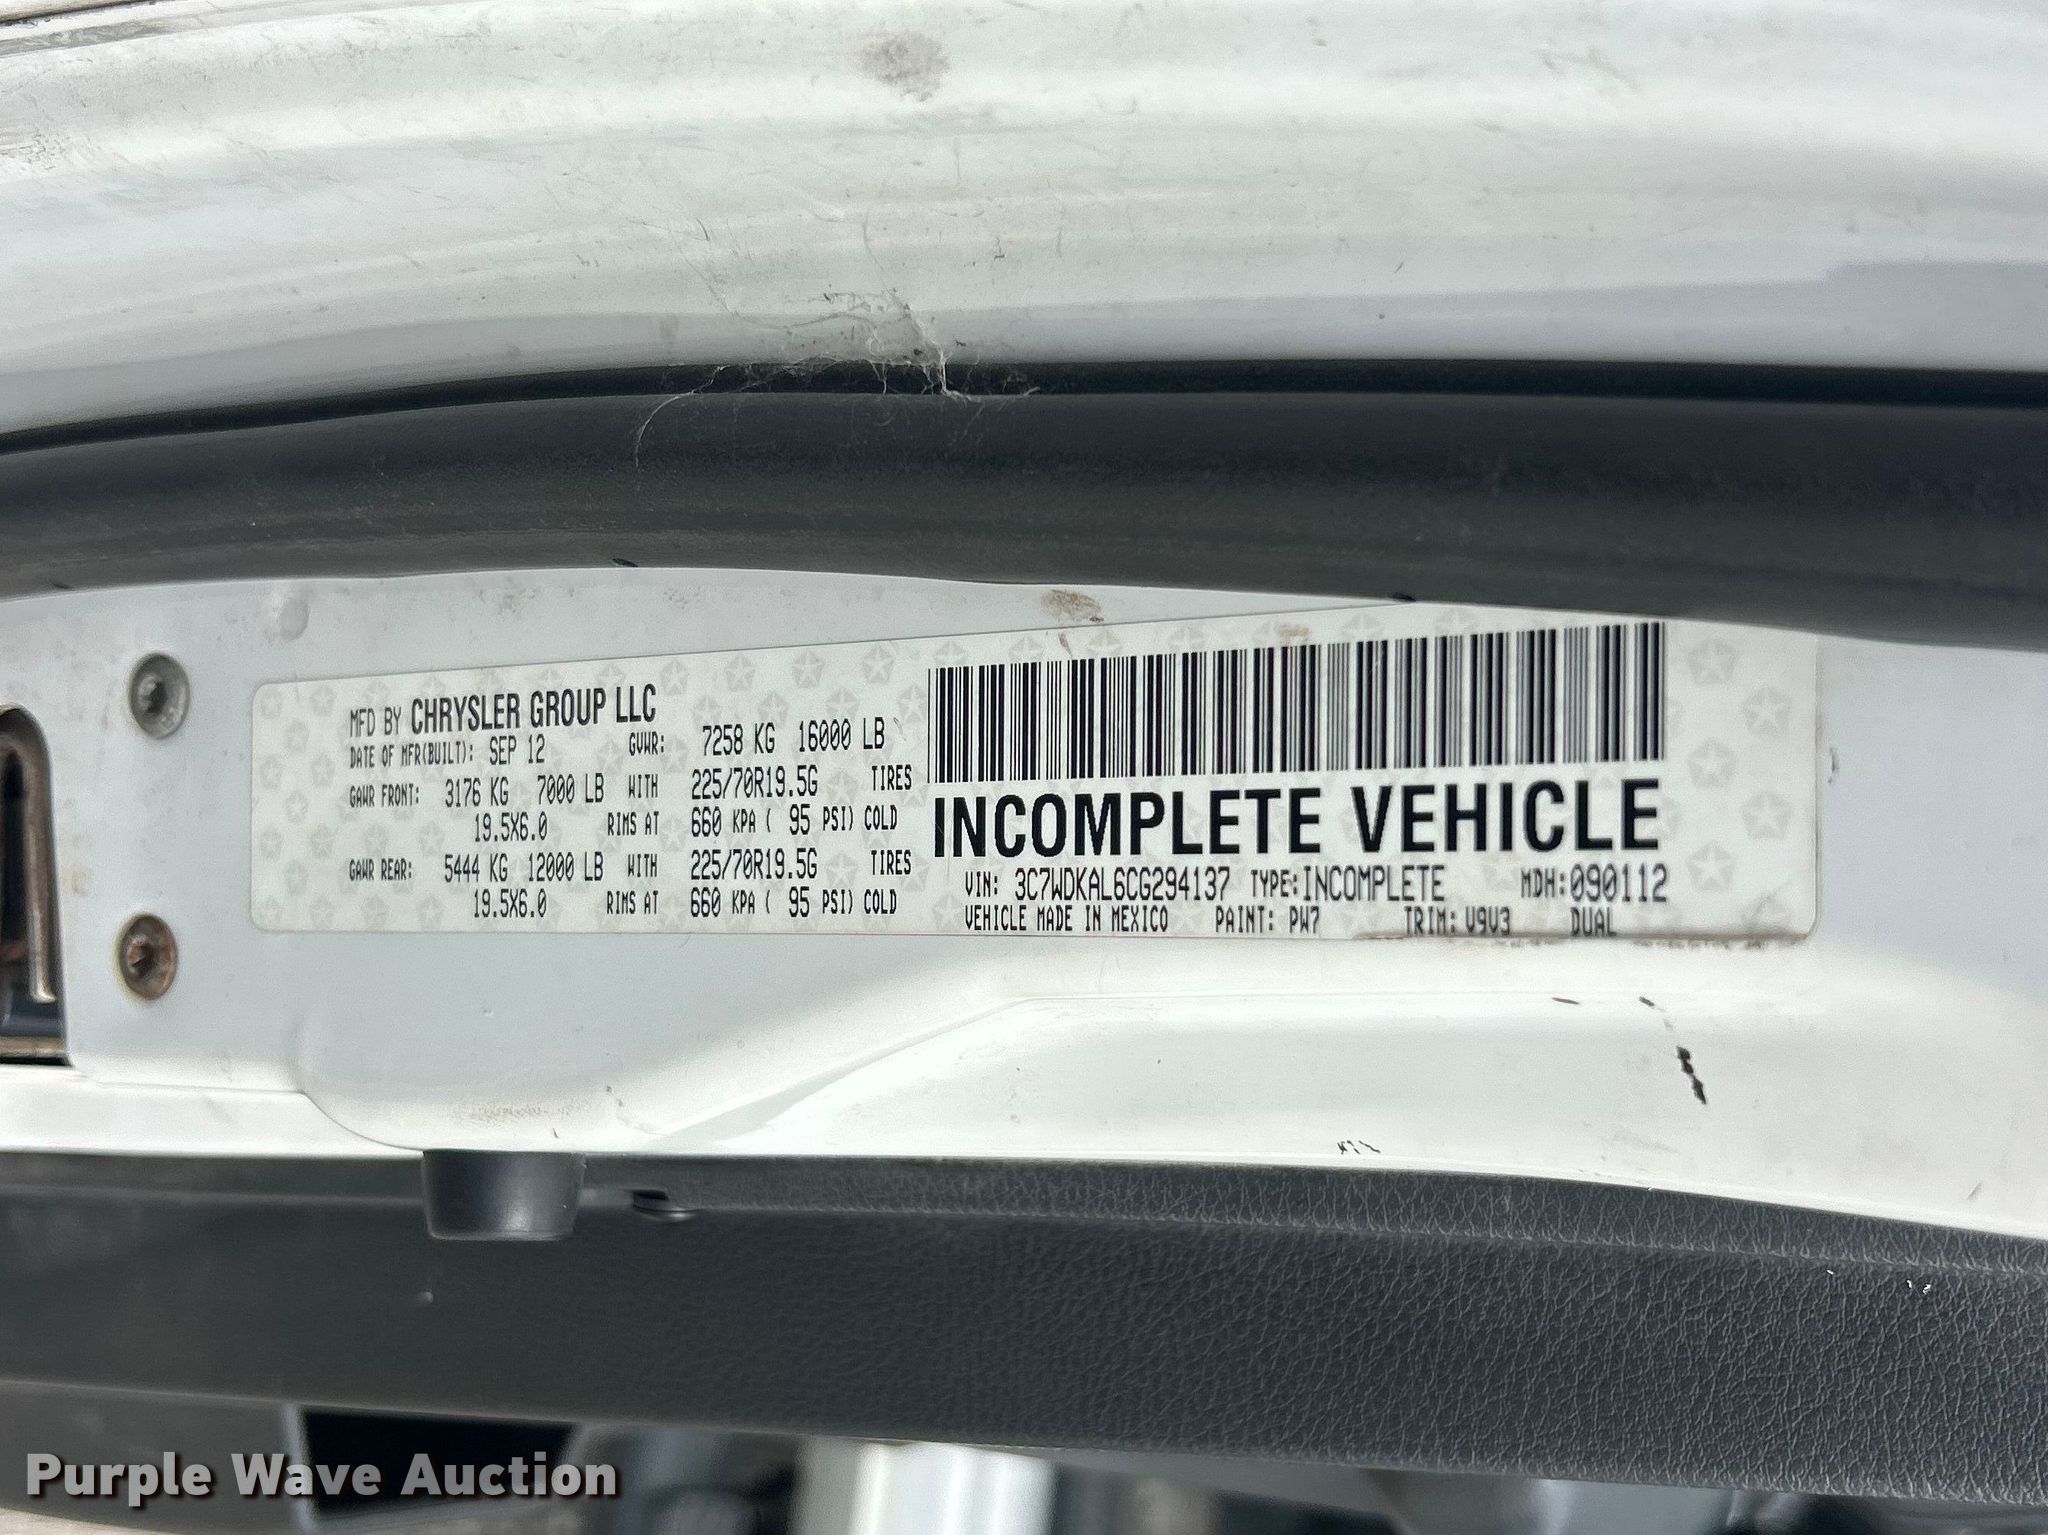 MFD BY CHRYSLER GROUP LLC
DATE OF MFR(BUILT): SEP 12 GVWR: 7258 KG 16000 LB
GAWR FRONT: 3176 KG 7000 LB WITH 225/70R19.5G TIRES
19.5X6.0 RIMS AT 660 KPA ( 95 PSI) COLD
GAWR REAR: 5444 KG 12000 LB WITH 225/70R19.5G TIRES
19.5X6.0 RIMS AT 660 KPA ( 95 PSI) COLD
INCOMPLETE VEHICLE
VIN: 3C7WDKAL6CG294137 TYPE:INCOMPLETE MDH:090112
VEHICLE MADE IN MEXICO PAINT: PW7 TRIM: V9V3 DUAL
Purple Wave Auction